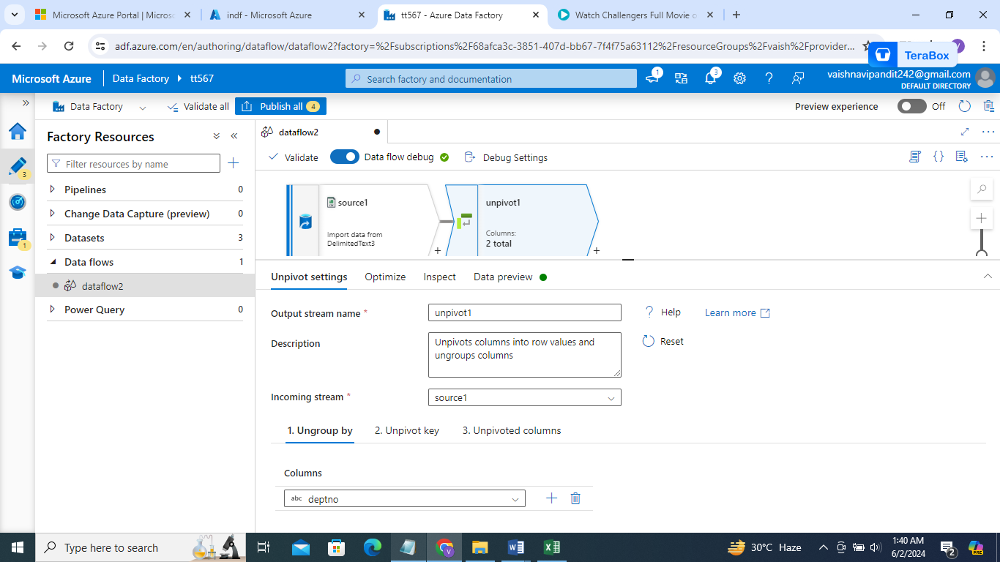 Microsoft Azure Portal | Micros
indf - Microsoft Azure
tt567 - Azure Data Factory
Watch Challengers Full Movie o
adf.azure.com/en/authoring/dataflow/dataflow2?factory=%2Fsubscriptions%2F68afca3c-3851-407d-bb67-7f4f75a63112%2FresourceGroups%2Fvaish%2Fprovider...
TeraBox
Microsoft Azure
Data Factory
tt567
Search factory and documentation
1
3
vaishnavipandit242@gmail.com
DEFAULT DIRECTORY
Data Factory
Validate all
Publish all 4
Preview experience
Off
Factory Resources
dataflow2
Filter resources by name
Validate
Data flow debug
Debug Settings
3
Pipelines 0
Change Data Capture (preview) 0
Datasets 3
Data flows 1
dataflow2
Power Query 0
1
source1
Import data from
DelimitedText3
+
unpivot1
Columns:
2 total
+
Unpivot settings
Optimize
Inspect
Data preview
Output stream name *
unpivot1
? Help
Learn more
Description
Unpivots columns into row values and
ungroups columns
Reset
Incoming stream *
source1
1. Ungroup by
2. Unpivot key
3. Unpivoted columns
Columns
abc deptno
Type here to search
30°C Haze
1:40 AM
6/2/2024
2
PRE